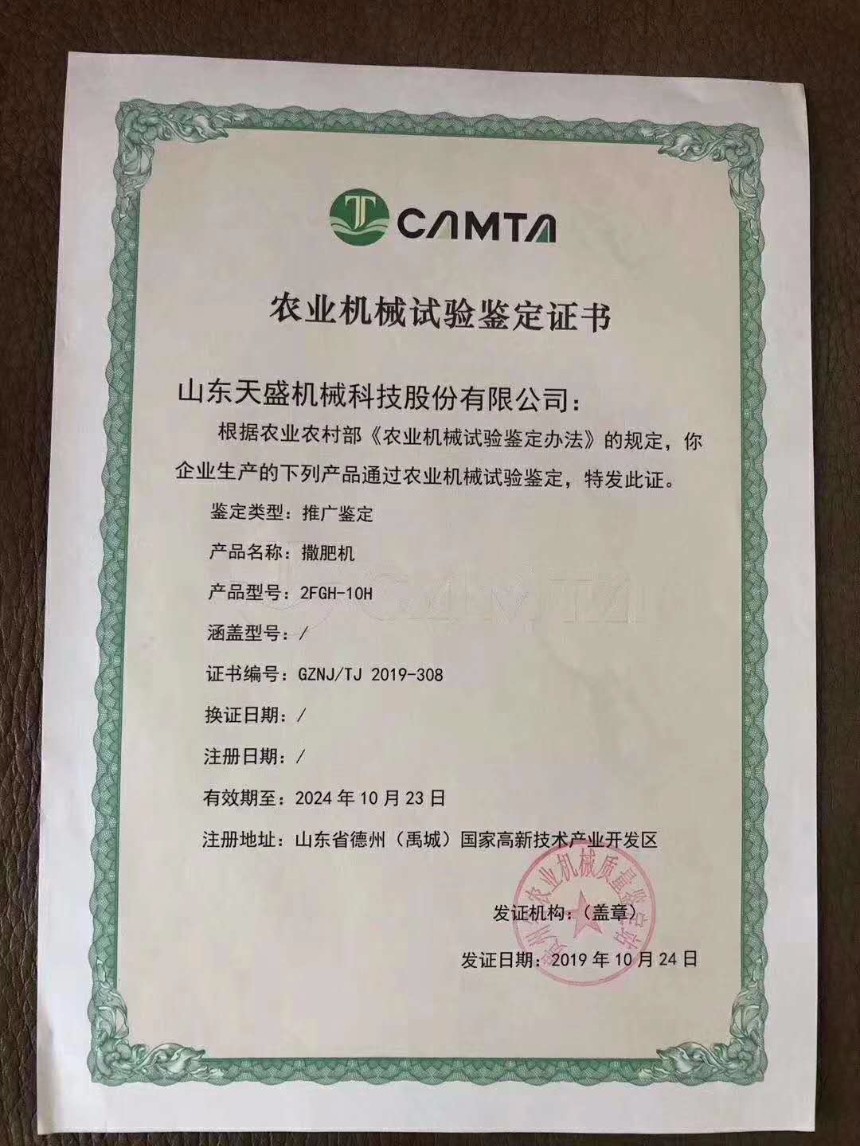 CAMTA
农业机械试验鉴定证书
山东天盛机械科技股份有限公司：
根据农业农村部《农业机械试验鉴定办法》的规定，你
企业生产的下列产品通过农业机械试验鉴定，特发此证。
鉴定类型：推广鉴定
产品名称：撒肥机
产品型号：2FGH-10H
涵盖型号：/
证书编号：GZNJ/TJ 2019-308
换证日期：/
注册日期：/
有效期至：2024 年 10 月 23 日
注册地址：山东省德州（禹城）国家高新技术产业开发区
发证机构：（盖章）
发证日期：2019 年 10 月 24 日
农业机械质量